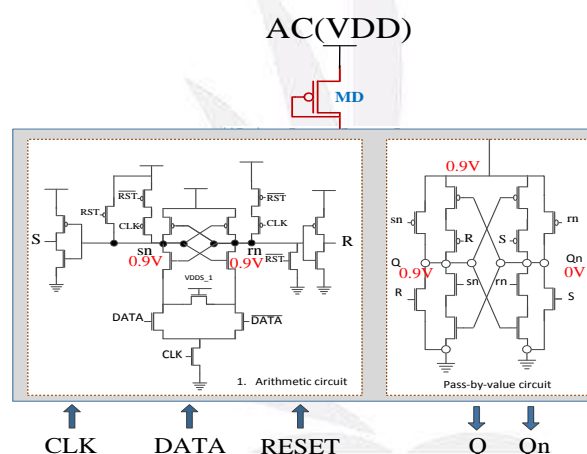 AC(VDD)
MD
RST
RST
CLK
RST
CLK
S
sn
rn
R
0.9V
0.9V
RST
VDDS_1
DATA
DATA
CLK
1. Arithmetic circuit
0.9V
sn
rn
R
S
Q
Qn
0.9V
0V
sn
rn
R
S
Pass-by-value circuit
CLK DATA RESET Q Qn